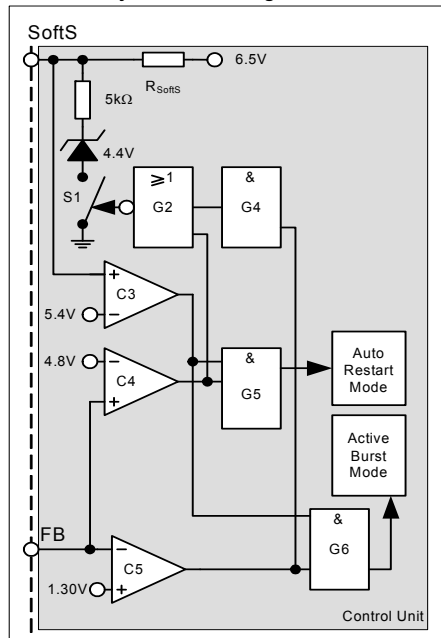 SoftS
6.5V
R SoftS
5kΩ
4.4V
S1
≥1
G2
&
G4
C3
5.4V
4.8V
C4
&
G5
Auto
Restart
Mode
Active
Burst
Mode
FB
C5
1.30V
&
G6
Control Unit